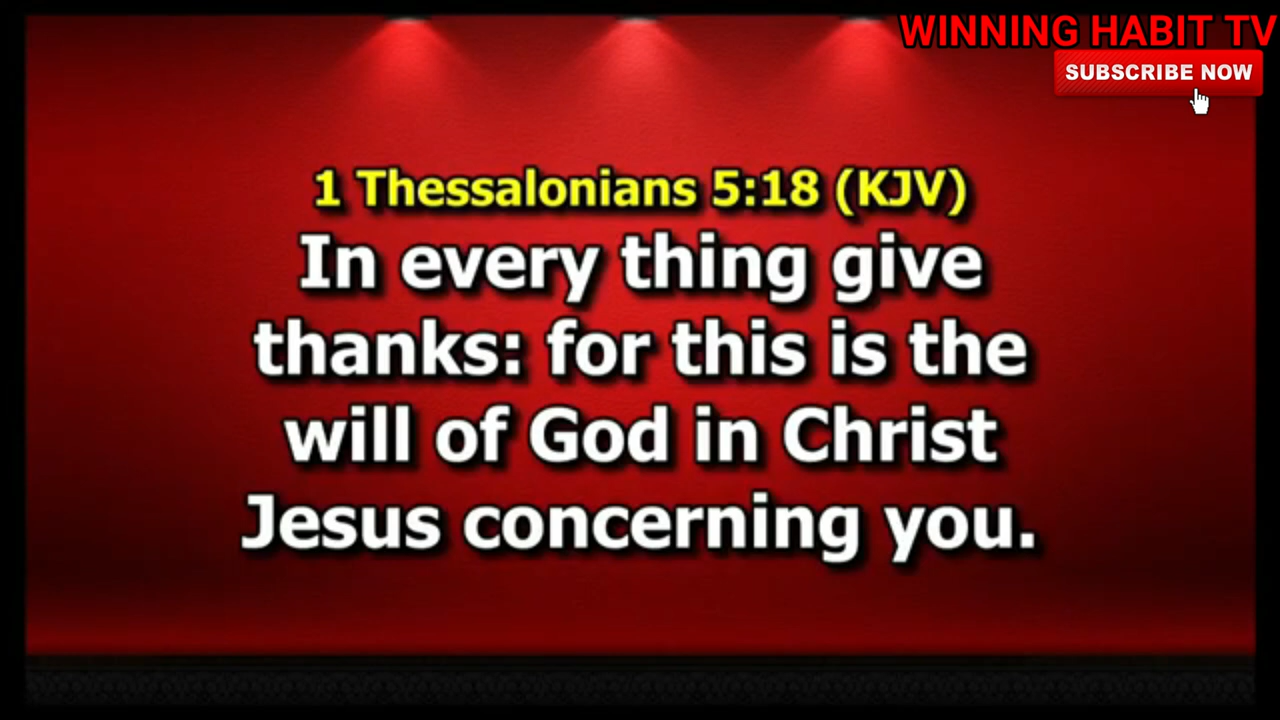 WINNING HABIT TV
SUBSCRIBE NOW
1 Thessalonians 5:18 (KJV)
In every thing give
thanks: for this is the
will of God in Christ
Jesus concerning you.